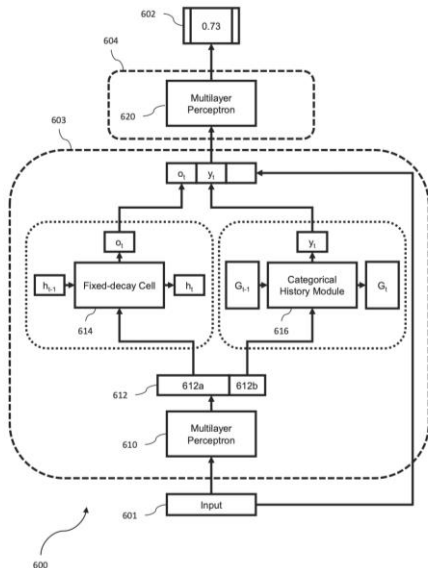 602
0.73
604
Multilayer
Perceptron
620
603
o_t y_t
o_t
y_t
h_{t-1}
Fixed-decay Cell
h_t
614
G_{t-1}
Categorical
History Module
G_t
616
612
612a
612b
Multilayer
Perceptron
610
601
Input
600